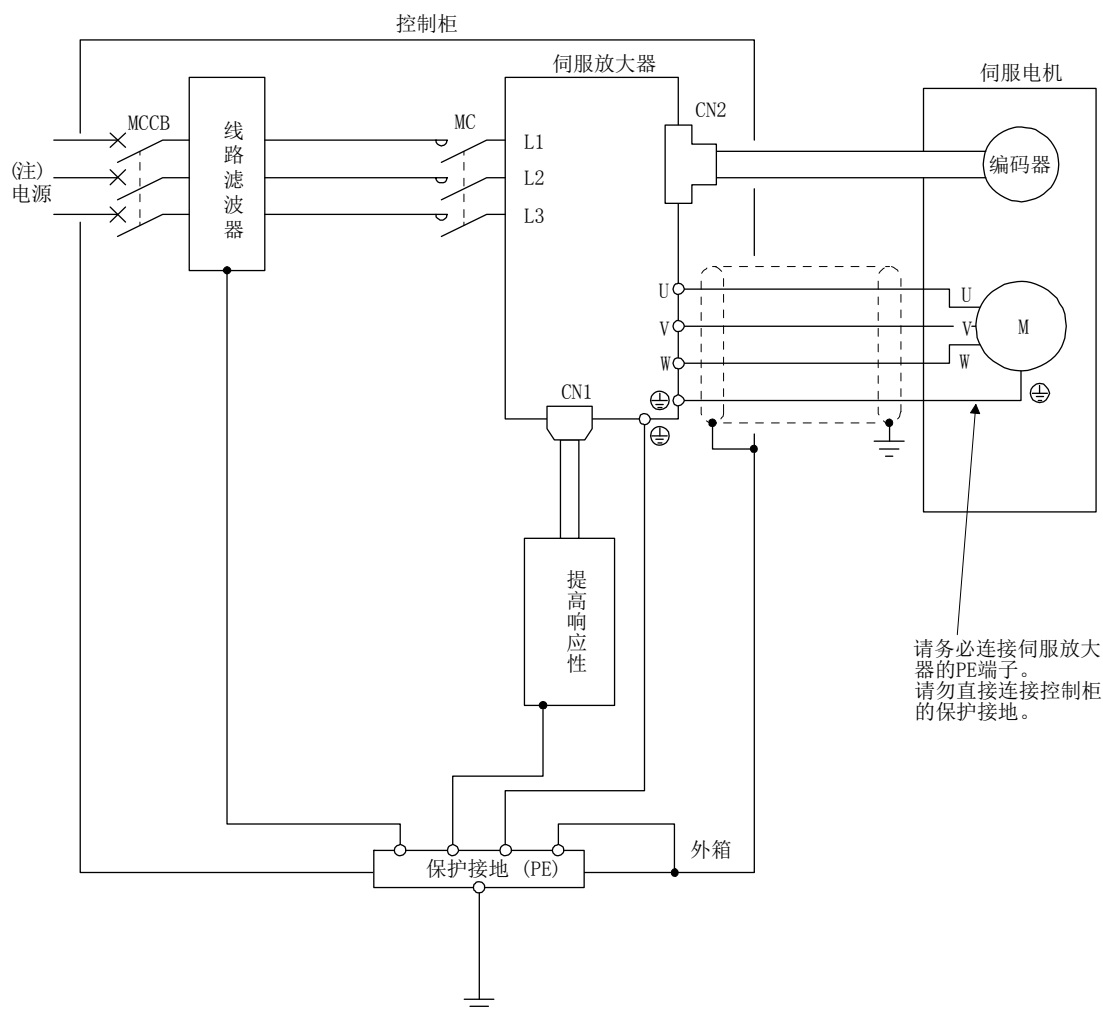 控制柜
伺服放大器
伺服电机
MCCB
MC
CN2
线路滤波器
L1
L2
L3
(注)
电源
编码器
U
V
W
U
V
W
M
CN1
提高响应性
请务必连接伺服放大
器的PE端子。
请勿直接连接控制柜
的保护接地。
外箱
保护接地 (PE)